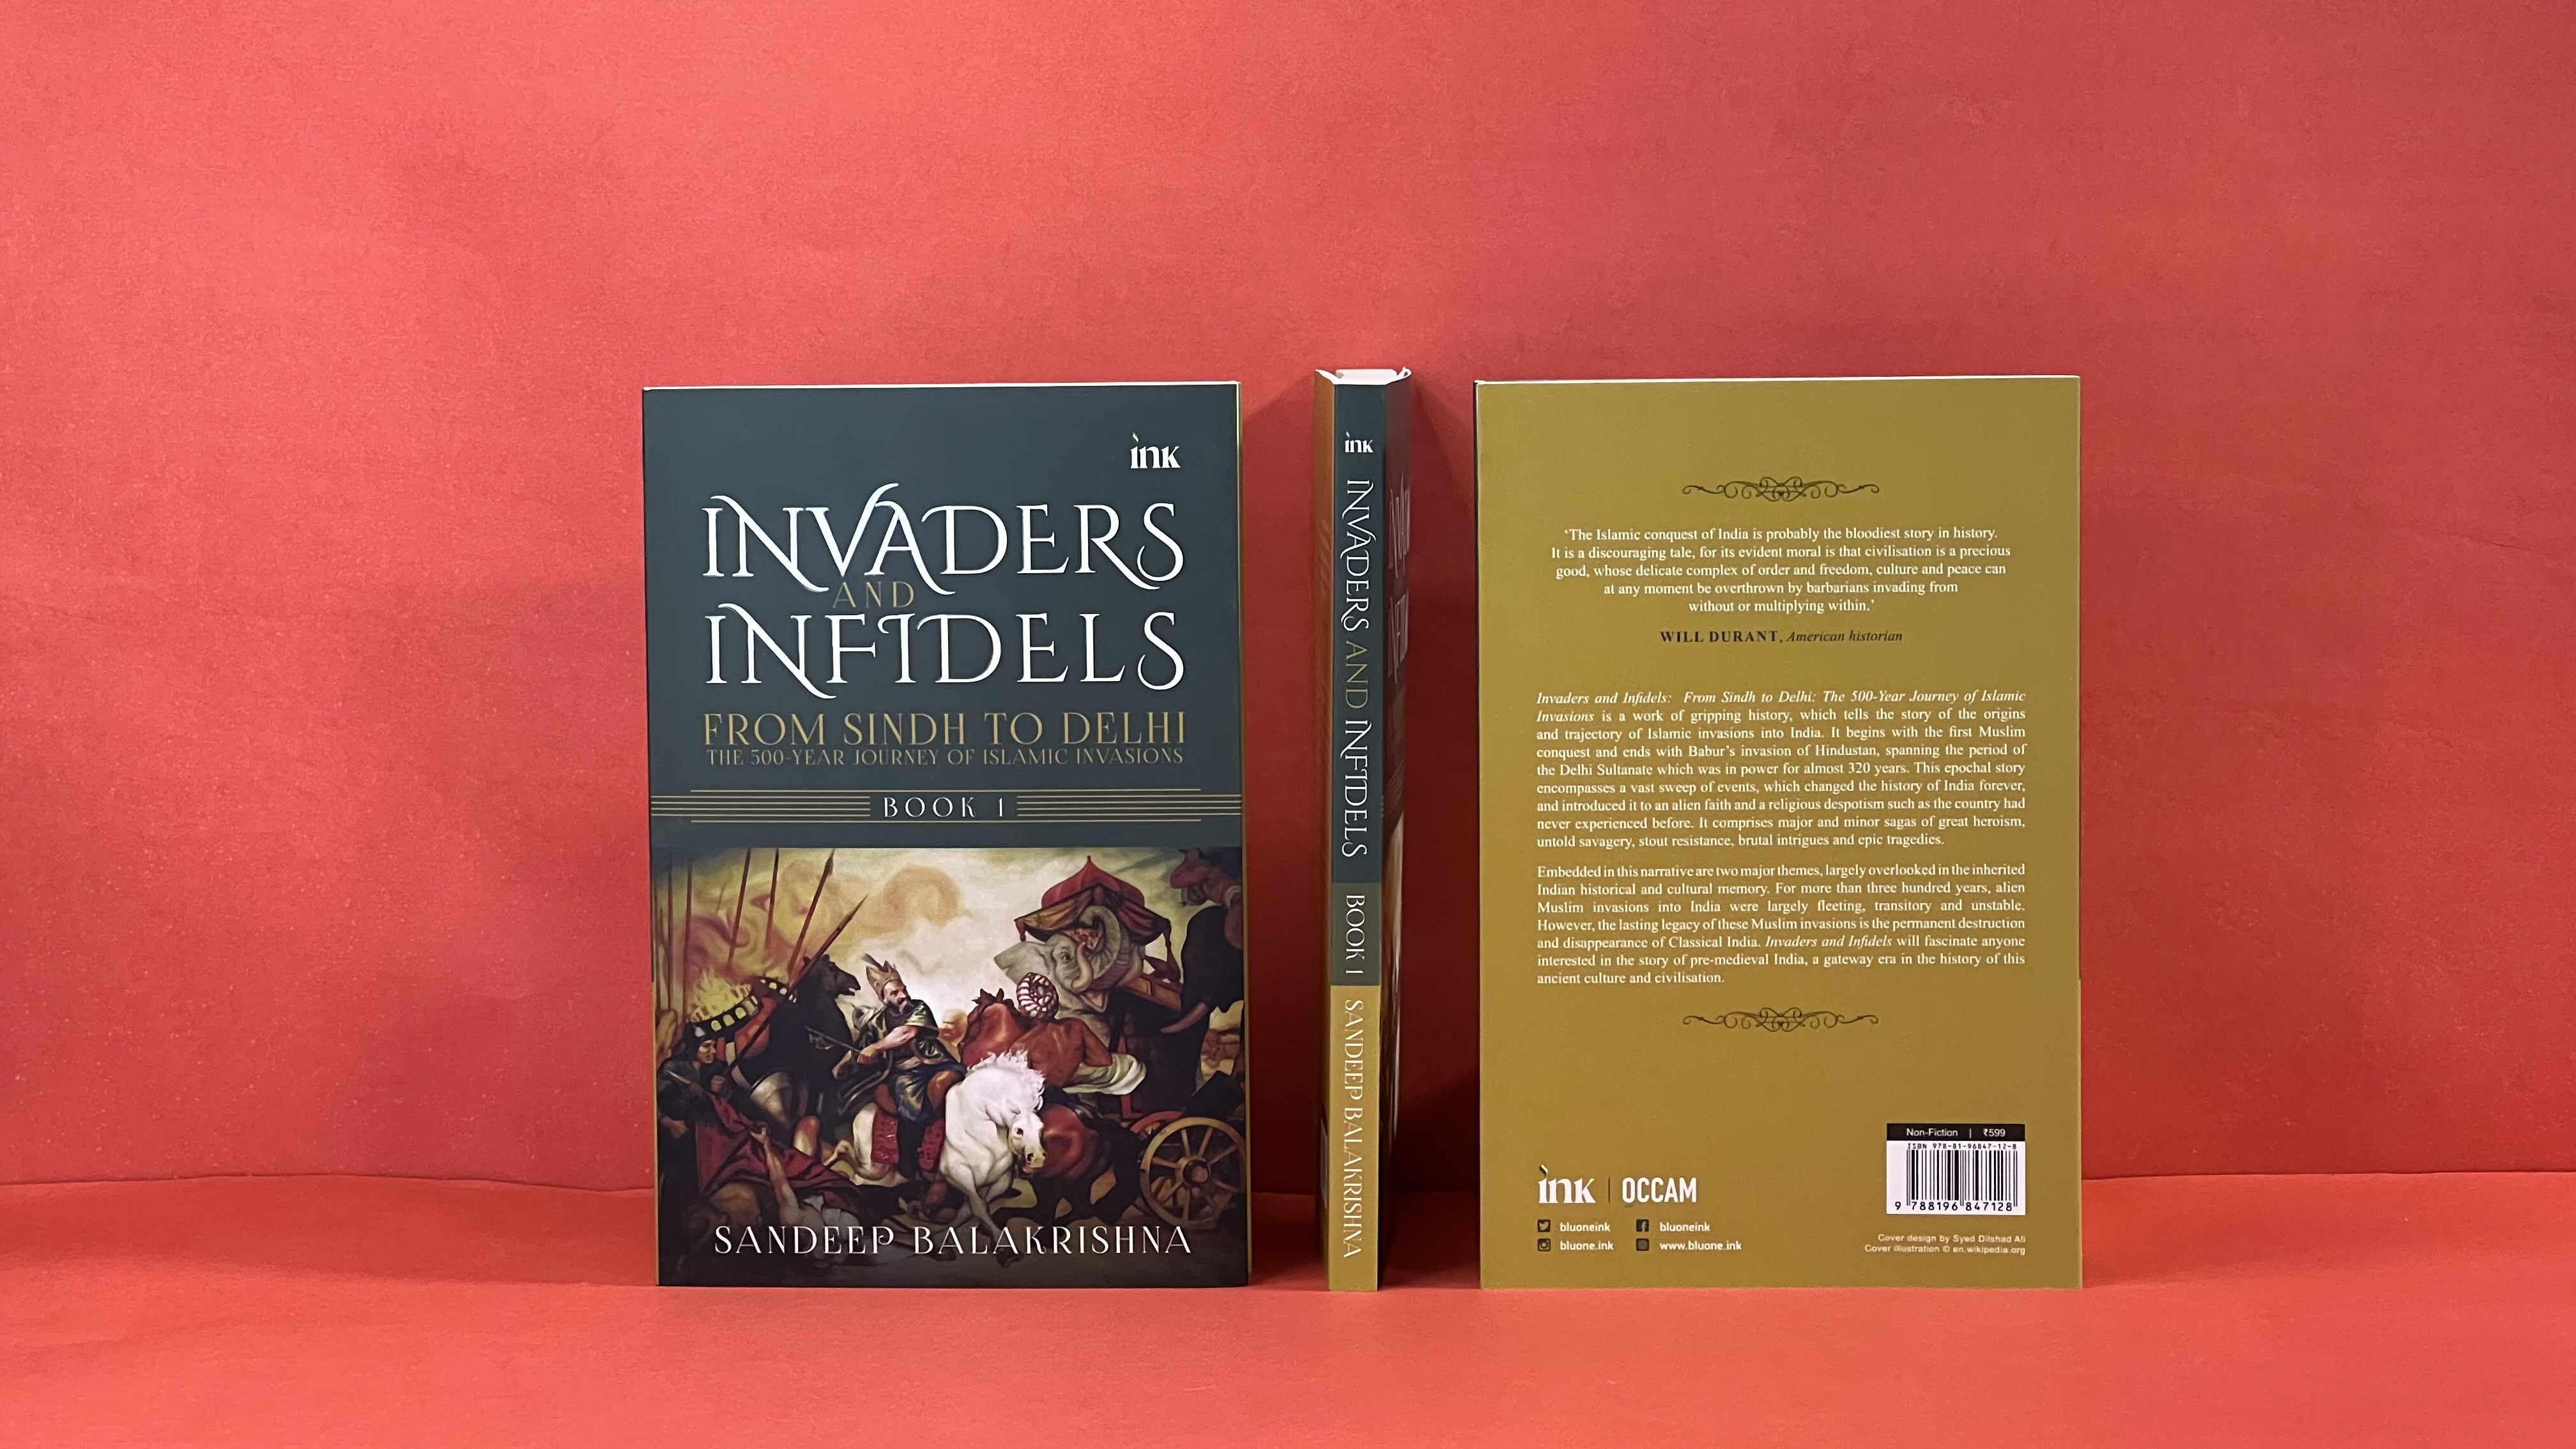 ink
INVADERS
AND
INFIDELS
FROM SINDH TO DELHI
THE 500-YEAR JOURNEY OF ISLAMIC INVASIONS
BOOK 1
SANDEEP BALAKRISHNA
ink
INVADERS AND INFIDELS BOOK 1 SANDEEP BALAKRISHNA
‘The Islamic conquest of India is probably the bloodiest story in history.
It is a discouraging tale, for its evident moral is that civilisation is a precious
good, whose delicate complex of order and freedom, culture and peace can
at any moment be overthrown by barbarians invading from
without or multiplying within.’
WILL DURANT, American historian
Invaders and Infidels: From Sindh to Delhi: The 500-Year Journey of Islamic
Invasions is a work of gripping history, which tells the story of the origins
and trajectory of Islamic invasions into India. It begins with the first Muslim
conquest and ends with Babur’s invasion of Hindustan, spanning the period of
the Delhi Sultanate which was in power for almost 320 years. This epochal story
encompasses a vast sweep of events, which changed the history of India forever,
and introduced it to an alien faith and a religious despotism such as the country had
never experienced before. It comprises major and minor sagas of great heroism,
untold savagery, stout resistance, brutal intrigues and epic tragedies.
Embedded in this narrative are two major themes, largely overlooked in the inherited
Indian historical and cultural memory. For more than three hundred years, alien
Muslim invasions into India were largely fleeting, transitory and unstable.
However, the lasting legacy of these Muslim invasions is the permanent destruction
and disappearance of Classical India. Invaders and Infidels will fascinate anyone
interested in the story of pre-medieval India, a gateway era in the history of this
ancient culture and civilisation.
Non-Fiction | ₹599
ISBN 978-81-96847-12-8
9 788196 847128
ink | OCCAM
bluoneink bluoneink
bluone.ink www.bluone.ink
Cover design by Syed Dilshad Ali
Cover illustration © en.wikipedia.org